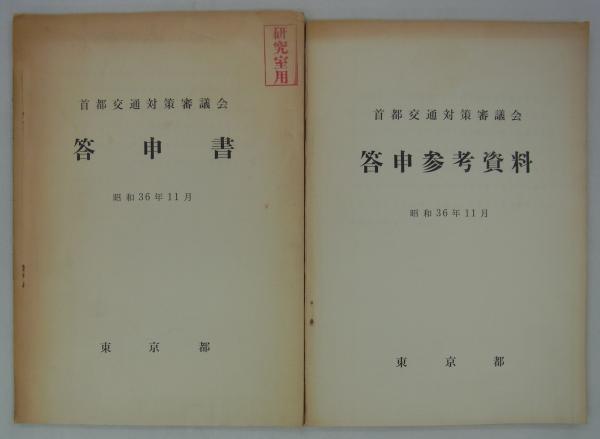 研究室用
首都交通対策審議会
答申書
昭和36年11月
東京都
首都交通対策審議会
答申参考資料
昭和36年11月
東京都